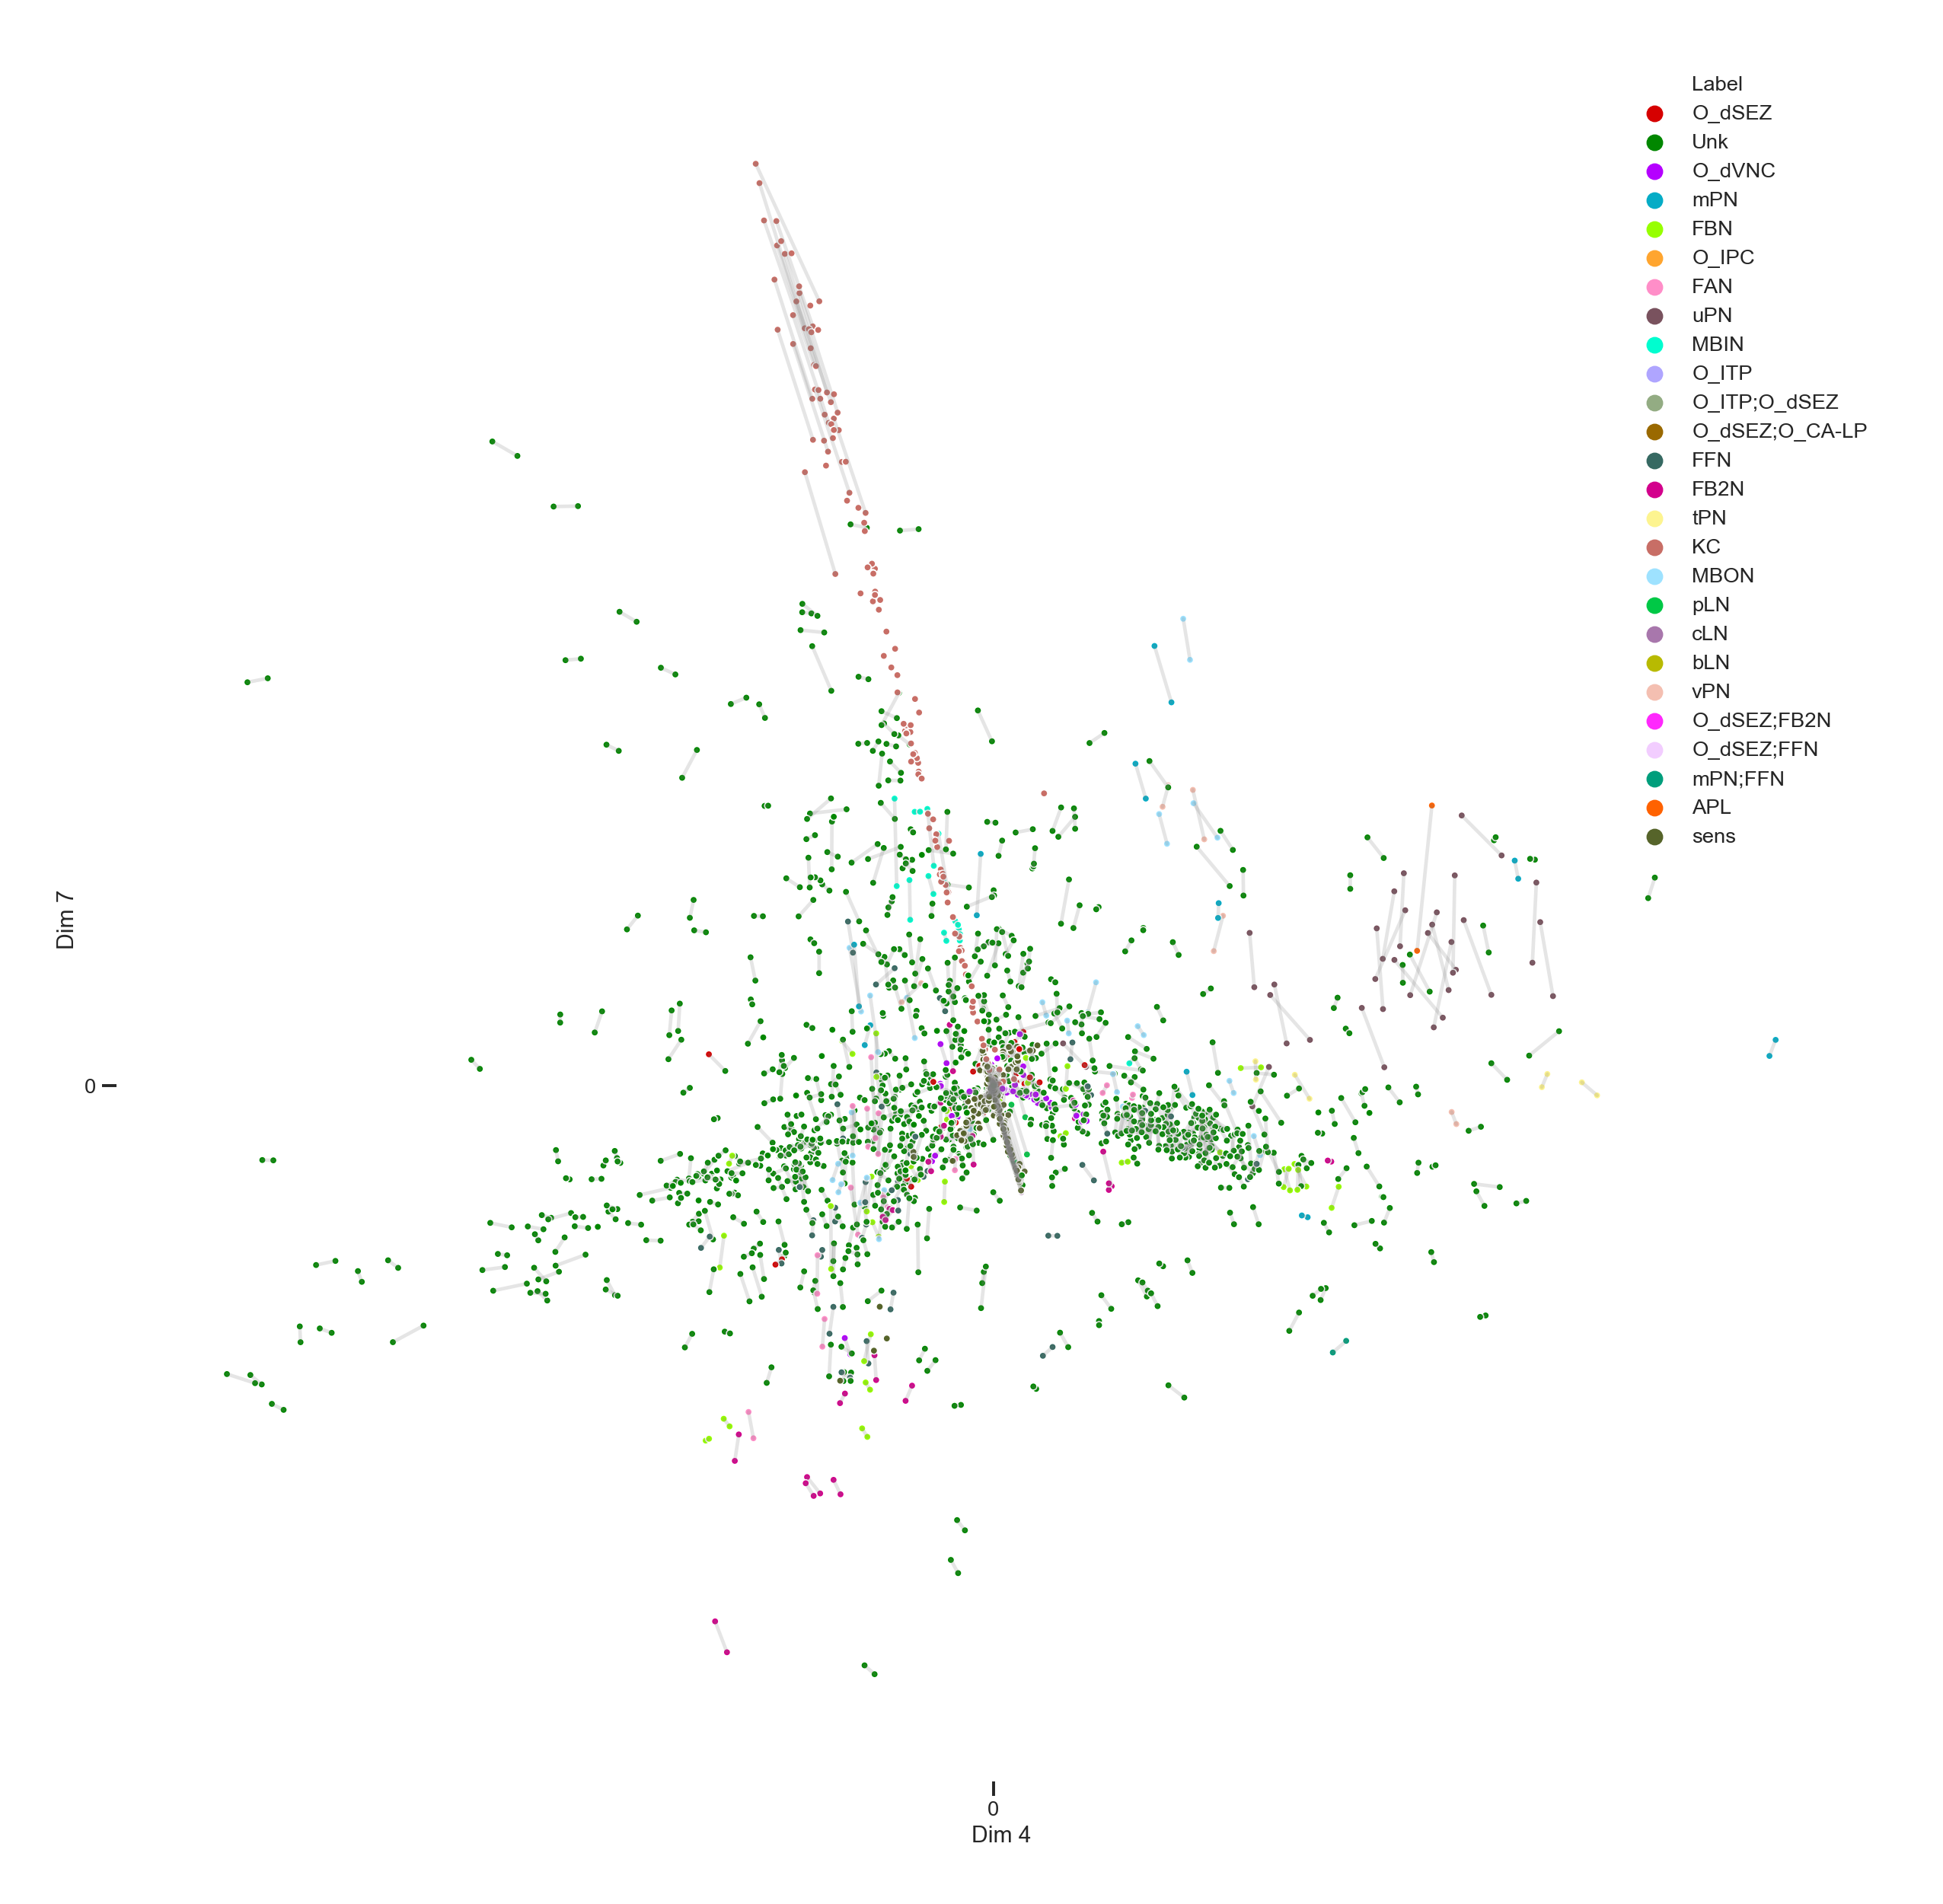 Label
O_dSEZ
Unk
O_dVNC
mPN
FBN
O_IPC
FAN
uPN
MBIN
O_ITP
O_ITP;O_dSEZ
O_dSEZ;O_CA-LP
FFN
FB2N
tPN
KC
MBON
pLN
cLN
bLN
vPN
O_dSEZ;FB2N
O_dSEZ;FFN
mPN;FFN
APL
sens
Dim 7
0
0
Dim 4